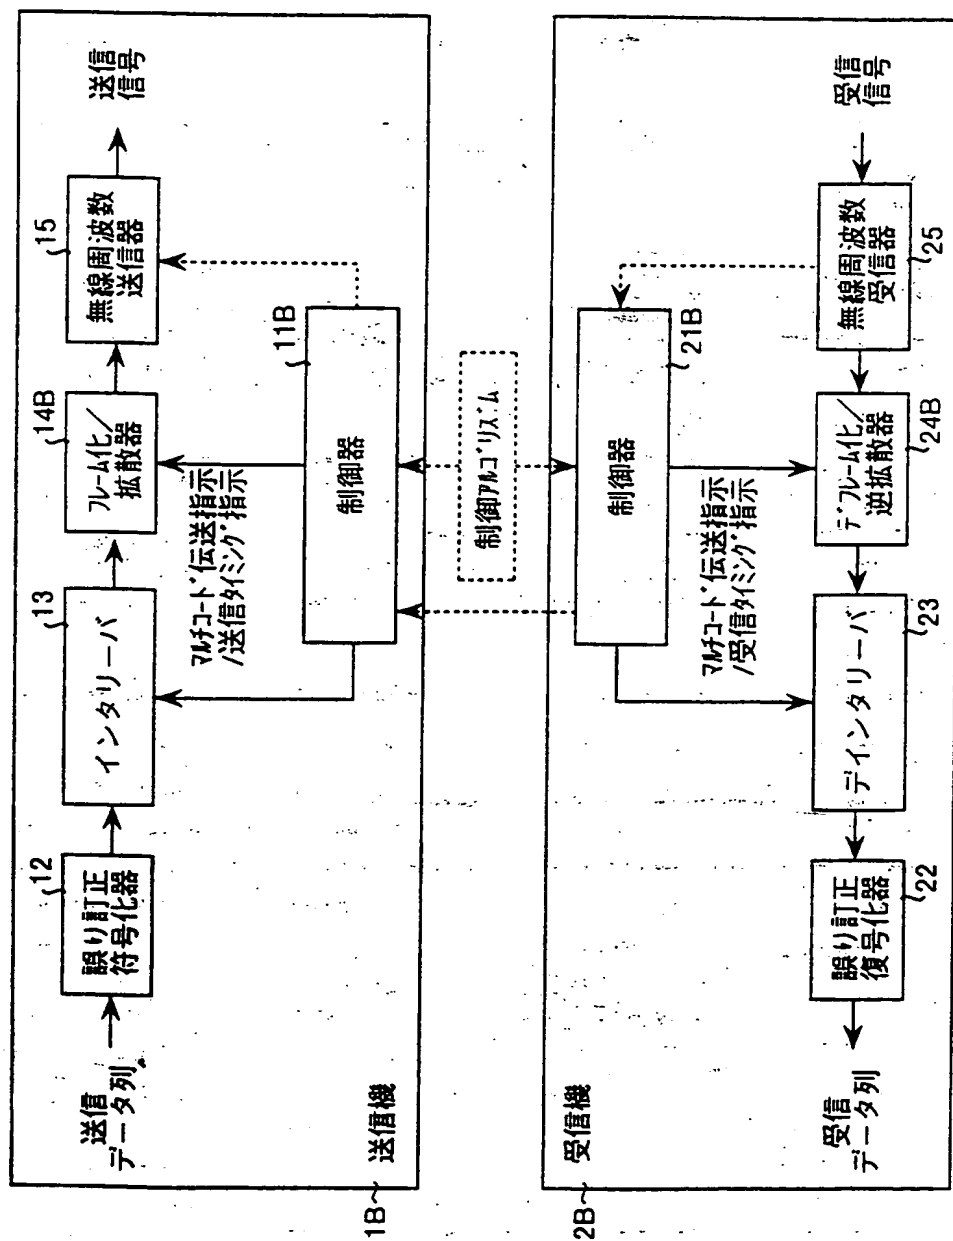 1B
送信機
送信
データ列
12
誤り訂正
符号化器
13
インタリーバ
14B
フレーム化/
拡散器
15
無線周波数
送信器
送信
信号
マルチコード伝送指示
/送信タイミング指示
11B
制御器
制御アルゴリズム
2B
受信機
21B
制御器
マルチコード伝送指示
/受信タイミング指示
受信
信号
無線周波数
受信器
25
デフレーム化/
逆拡散器
24B
デインタリーバ
23
誤り訂正
復号化器
22
受信
データ列